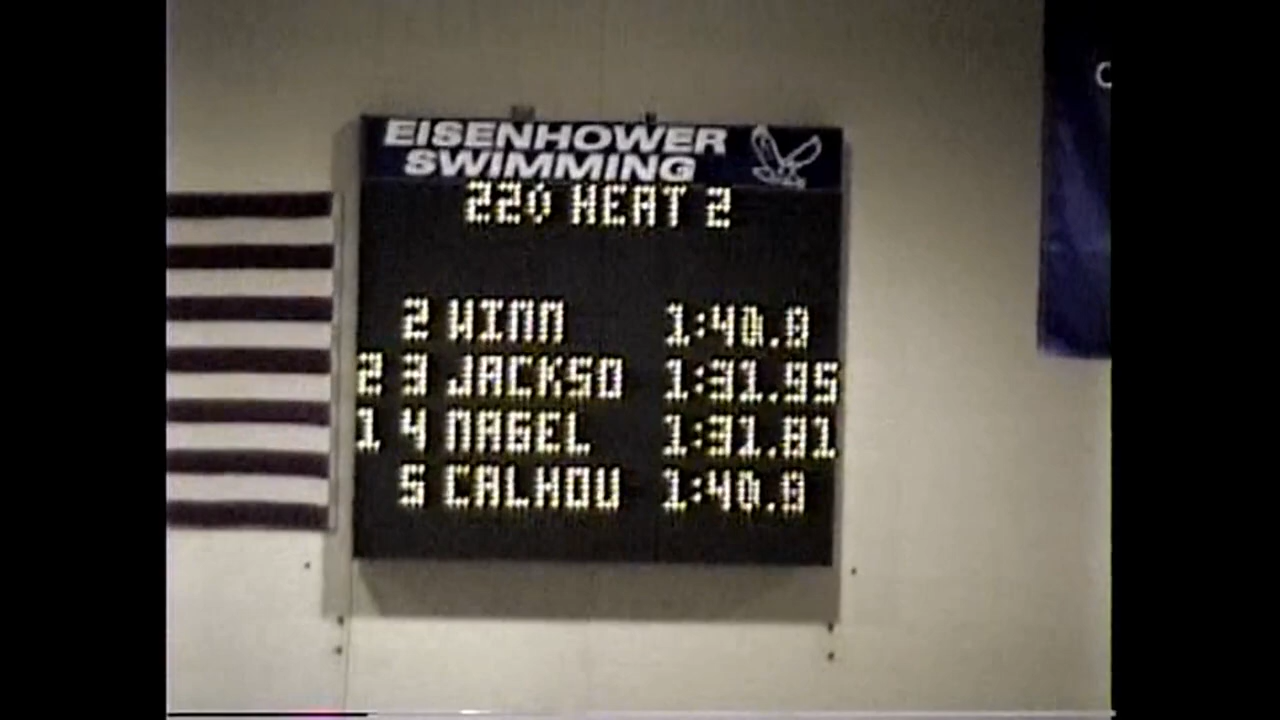 EISENHOWER
SWIMMING
220 HEAT 2
2 WINN 1:40.8
2 3 JACKSO 1:31.95
1 4 NAGEL 1:31.81
5 CALHOU 1:40.8